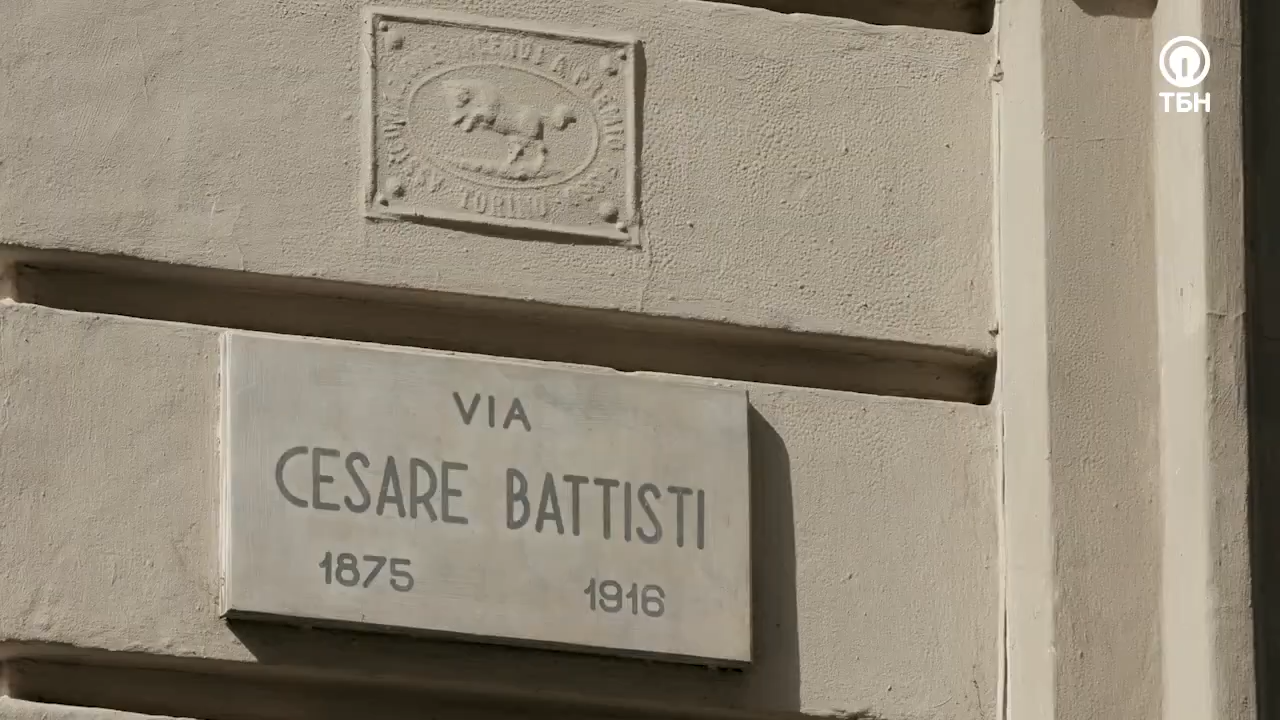 ТБН
TORINO
VIA
CESARE BATTISTI
1875 1916